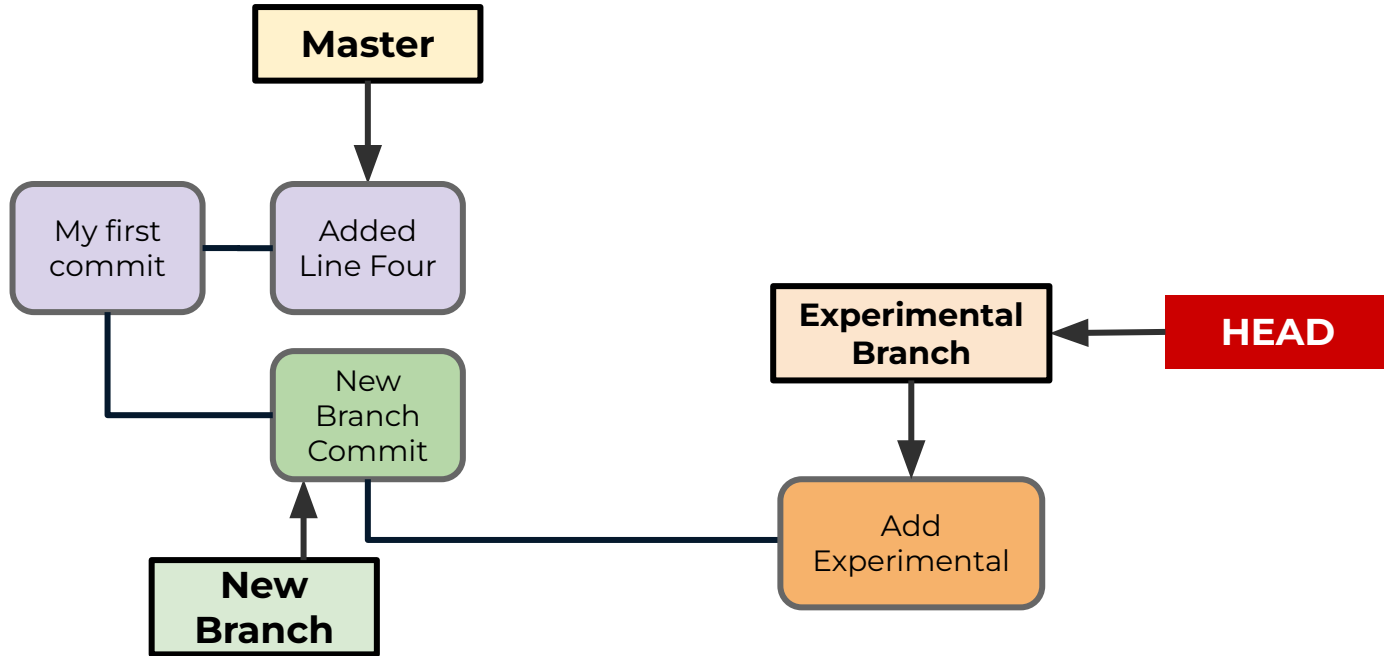 Master
My first
commit
Added
Line Four
Experimental
Branch
HEAD
New
Branch
Commit
Add
Experimental
New
Branch